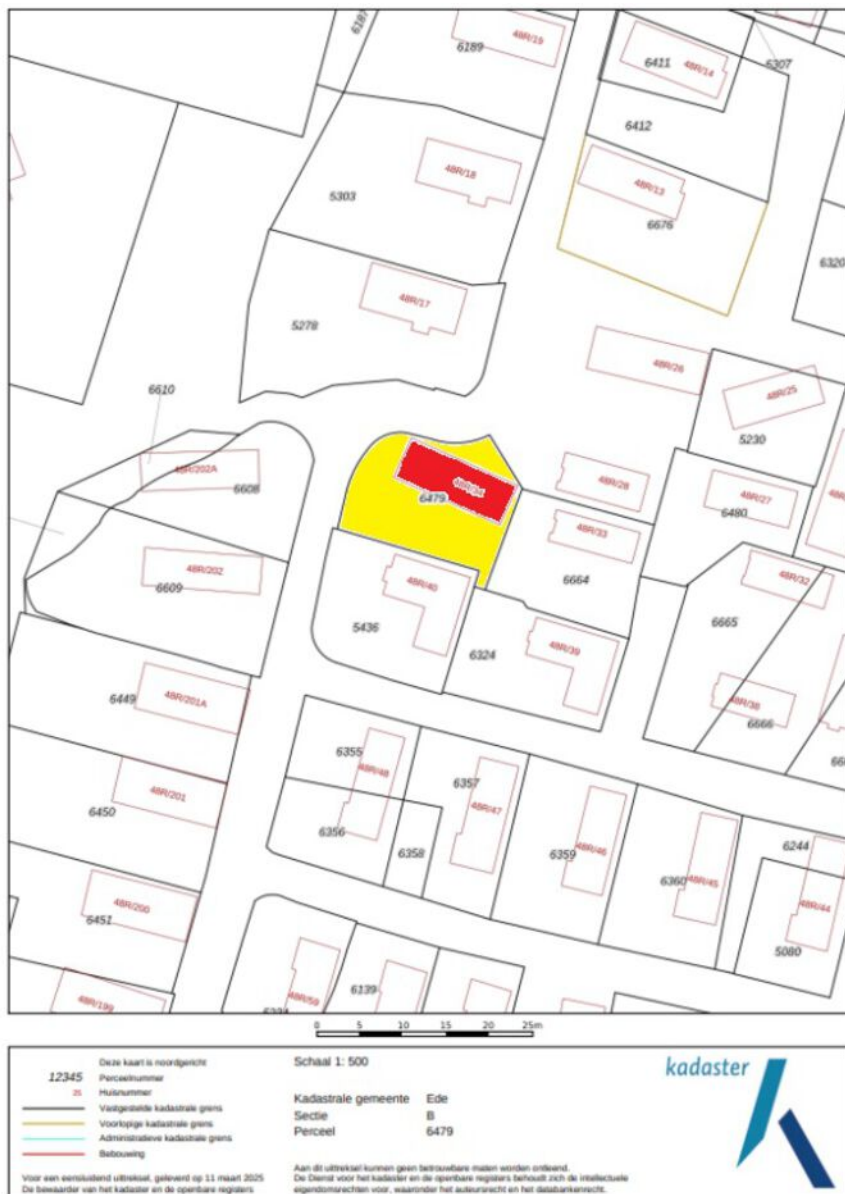 6187
6189
48R/19
6411
48R/14
6307
6412
5303
48R/18
48R/13
6676
6320
48R/17
5278
48R/26
48R/25
5230
6610
48R/202A
6608
48R/34
6479
48R/28
48R/27
6480
48R/33
6664
48R/202
6609
48R/40
5436
48R/32
6665
6324
48R/39
6449
48R/201A
48R/38
6666
6355
48R/48
6357
6450
48R/201
48R/47
6356
6358
6359
48R/46
6360
48R/45
6244
48R/44
5080
6451
48R/200
48R/199
48R/59
6139
0 5 10 15 20 25m
Deze kaart is noordgericht
12345 Perceelnummer
25 Huisnummer
Vastgestelde kadastrale grens
Voorlopige kadastrale grens
Administratieve kadastrale grens
Bebouwing
Voor een eensluidend uittreksel, geleverd op 11 maart 2025
De bewaarder van het kadaster en de openbare registers
Schaal 1: 500
Kadastrale gemeente Ede
Sectie B
Perceel 6479
Aan dit uittreksel kunnen geen betrouwbare maten worden ontleend.
De Dienst voor het kadaster en de openbare registers behoudt zich de intellectuele
eigendomsrechten voor, waaronder het auteursrecht en het databankenrecht.
kadaster